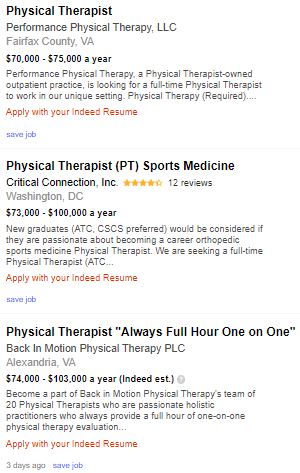 Physical Therapist
Performance Physical Therapy, LLC
Fairfax County, VA
$70,000 - $75,000 a year
Performance Physical Therapy, a Physical Therapist-owned
outpatient practice, is looking for a full-time Physical Therapist
to work in our unique setting. Physical Therapy (Required)....
Apply with your Indeed Resume
save job
Physical Therapist (PT) Sports Medicine
Critical Connection, Inc. 12 reviews
Washington, DC
$73,000 - $100,000 a year
New graduates (ATC, CSCS preferred) would be considered if
they are passionate about becoming a career orthopedic
sports medicine Physical Therapist. We are seeking a full-time
Physical Therapist (ATC...
Apply with your Indeed Resume
save job
Physical Therapist "Always Full Hour One on One"
Back In Motion Physical Therapy PLC
Alexandria, VA
$74,000 - $103,000 a year (Indeed est.) ?
Become a part of Back in Motion Physical Therapy's team of
20 Physical Therapists who are passionate holistic
practitioners who always provide a full hour of one-on-one
physical therapy evaluation...
Apply with your Indeed Resume
3 days ago save job